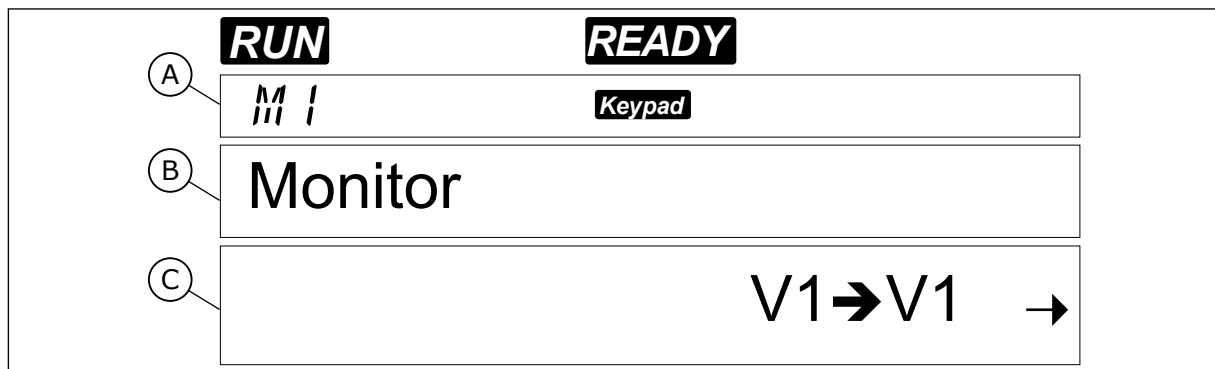 RUN READY
A M1 Keypad
B Monitor
C V1➔V1 →